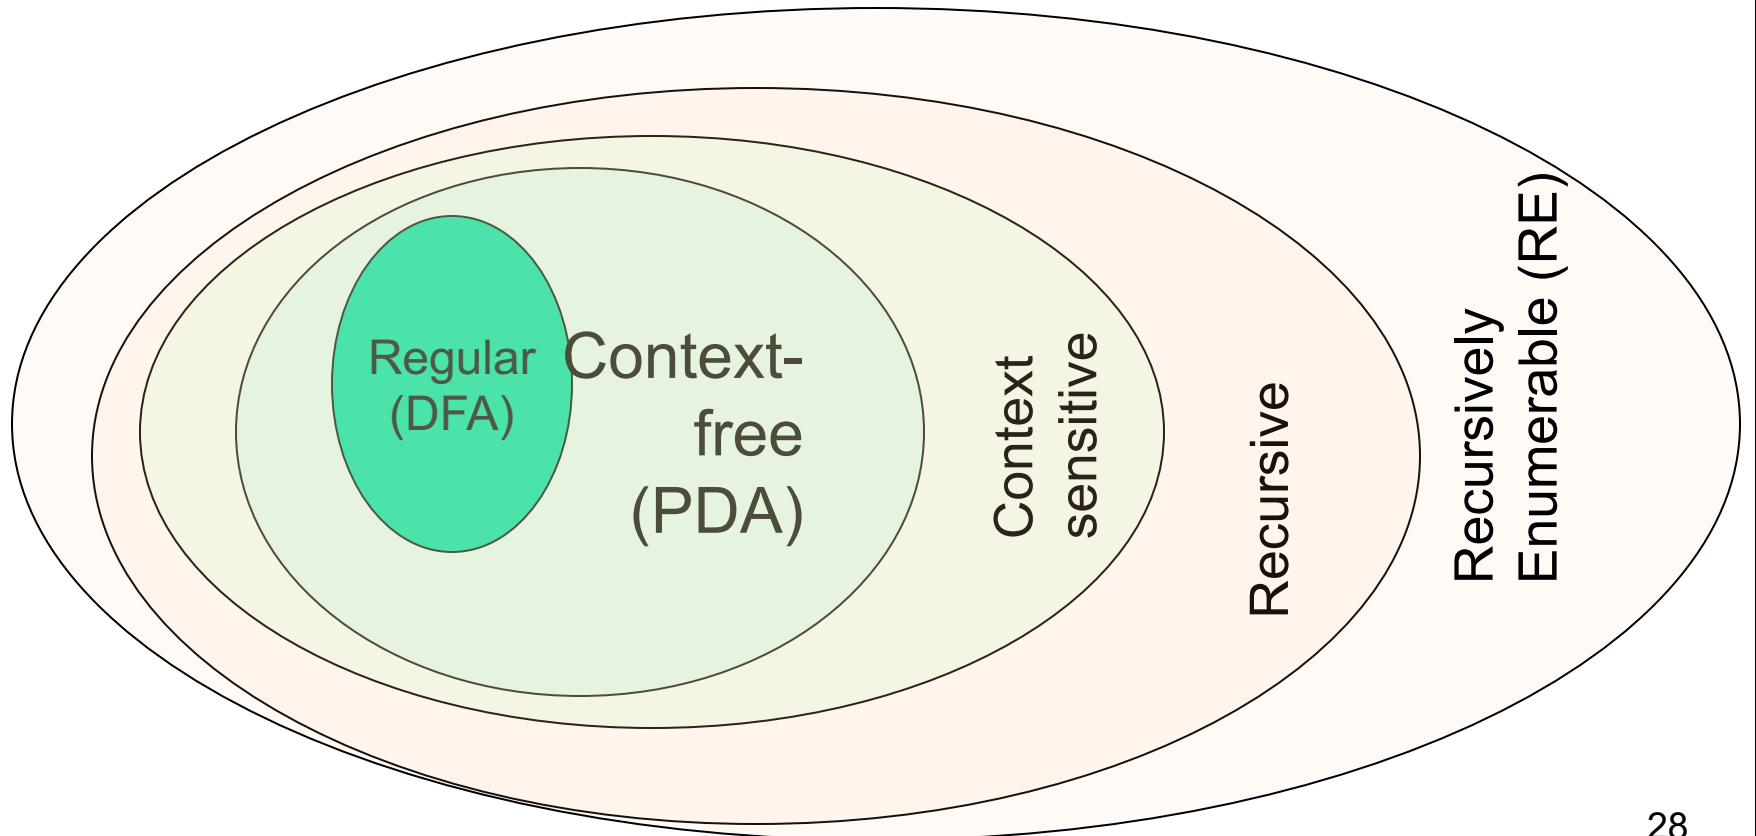 Regular
(DFA)
Context-
free
(PDA)
Context
sensitive
Recursive
Recursively
Enumerable (RE)
28